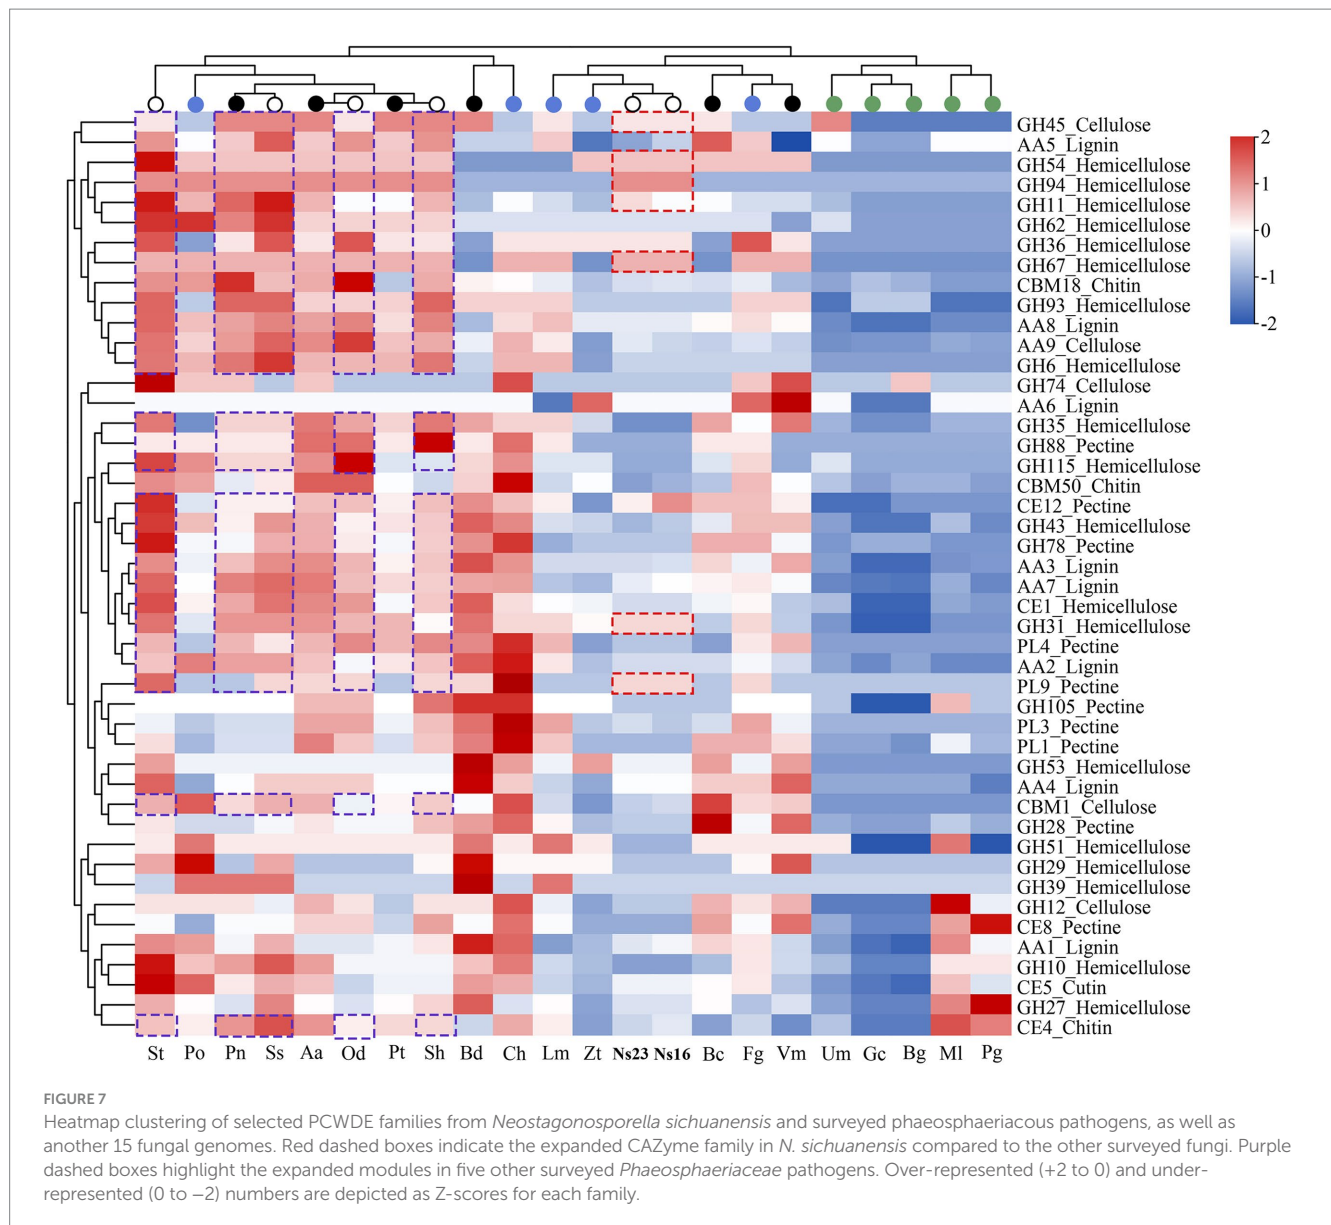 GH45_Cellulose
AA5_Lignin
GH54_Hemicellulose
GH94_Hemicellulose
GH11_Hemicellulose
GH62_Hemicellulose
GH36_Hemicellulose
GH67_Hemicellulose
CBM18_Chitin
GH93_Hemicellulose
AA8_Lignin
AA9_Cellulose
GH6_Hemicellulose
GH74_Cellulose
AA6_Lignin
GH35_Hemicellulose
GH88_Pectine
GH115_Hemicellulose
CBM50_Chitin
CE12_Pectine
GH43_Hemicellulose
GH78_Pectine
AA3_Lignin
AA7_Lignin
CE1_Hemicellulose
GH31_Hemicellulose
PL4_Pectine
AA2_Lignin
PL9_Pectine
GH105_Pectine
PL3_Pectine
PL1_Pectine
GH53_Hemicellulose
AA4_Lignin
CBM1_Cellulose
GH28_Pectine
GH51_Hemicellulose
GH29_Hemicellulose
GH39_Hemicellulose
GH12_Cellulose
CE8_Pectine
AA1_Lignin
GH10_Hemicellulose
CE5_Cutin
GH27_Hemicellulose
CE4_Chitin
2
1
0
-1
-2
St Po Pn Ss Aa Od Pt Sh Bd Ch Lm Zt Ns23 Ns16 Bc Fg Vm Um Gc Bg Ml Pg
FIGURE 7
Heatmap clustering of selected PCWDE families from Neostagonosporella sichuanensis and surveyed phaeosphaeriacous pathogens, as well as
another 15 fungal genomes. Red dashed boxes indicate the expanded CAZyme family in N. sichuanensis compared to the other surveyed fungi. Purple
dashed boxes highlight the expanded modules in five other surveyed Phaeosphaeriaceae pathogens. Over-represented (+2 to 0) and under-
represented (0 to −2) numbers are depicted as Z-scores for each family.